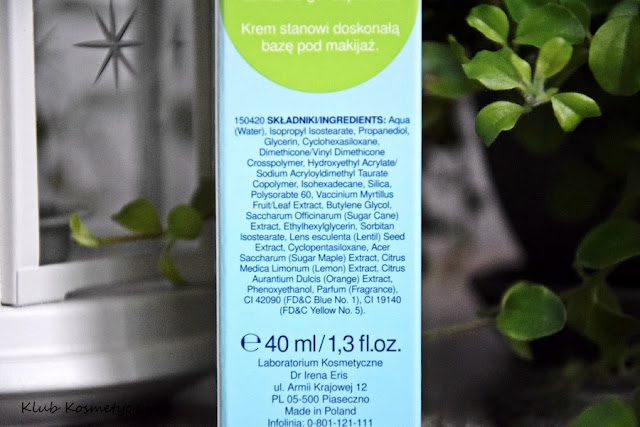 Krem stanowi doskonałą
bazę pod makijaż.
150420 SKŁADNIKI/INGREDIENTS: Aqua
(Water), Isopropyl Isostearate, Propanediol,
Glycerin, Cyclohexasiloxane,
Dimethicone/Vinyl Dimethicone
Crosspolymer, Hydroxyethyl Acrylate/
Sodium Acryloyldimethyl Taurate
Copolymer, Isohexadecane, Silica,
Polysorbate 60, Vaccinium Myrtillus
Fruit/Leaf Extract, Butylene Glycol,
Saccharum Officinarum (Sugar Cane)
Extract, Ethylhexylglycerin, Sorbitan
Isostearate, Lens esculenta (Lentil) Seed
Extract, Cyclopentasiloxane, Acer
Saccharum (Sugar Maple) Extract, Citrus
Medica Limonum (Lemon) Extract, Citrus
Aurantium Dulcis (Orange) Extract,
Phenoxyethanol, Parfum (Fragrance),
CI 42090 (FD&C Blue No. 1), CI 19140
(FD&C Yellow No. 5).
℮ 40 ml/1,3 fl.oz.
Laboratorium Kosmetyczne
Dr Irena Eris
ul. Armii Krajowej 12
PL 05-500 Piaseczno
Made in Poland
Infolinia: 0-801-121-111
Klub